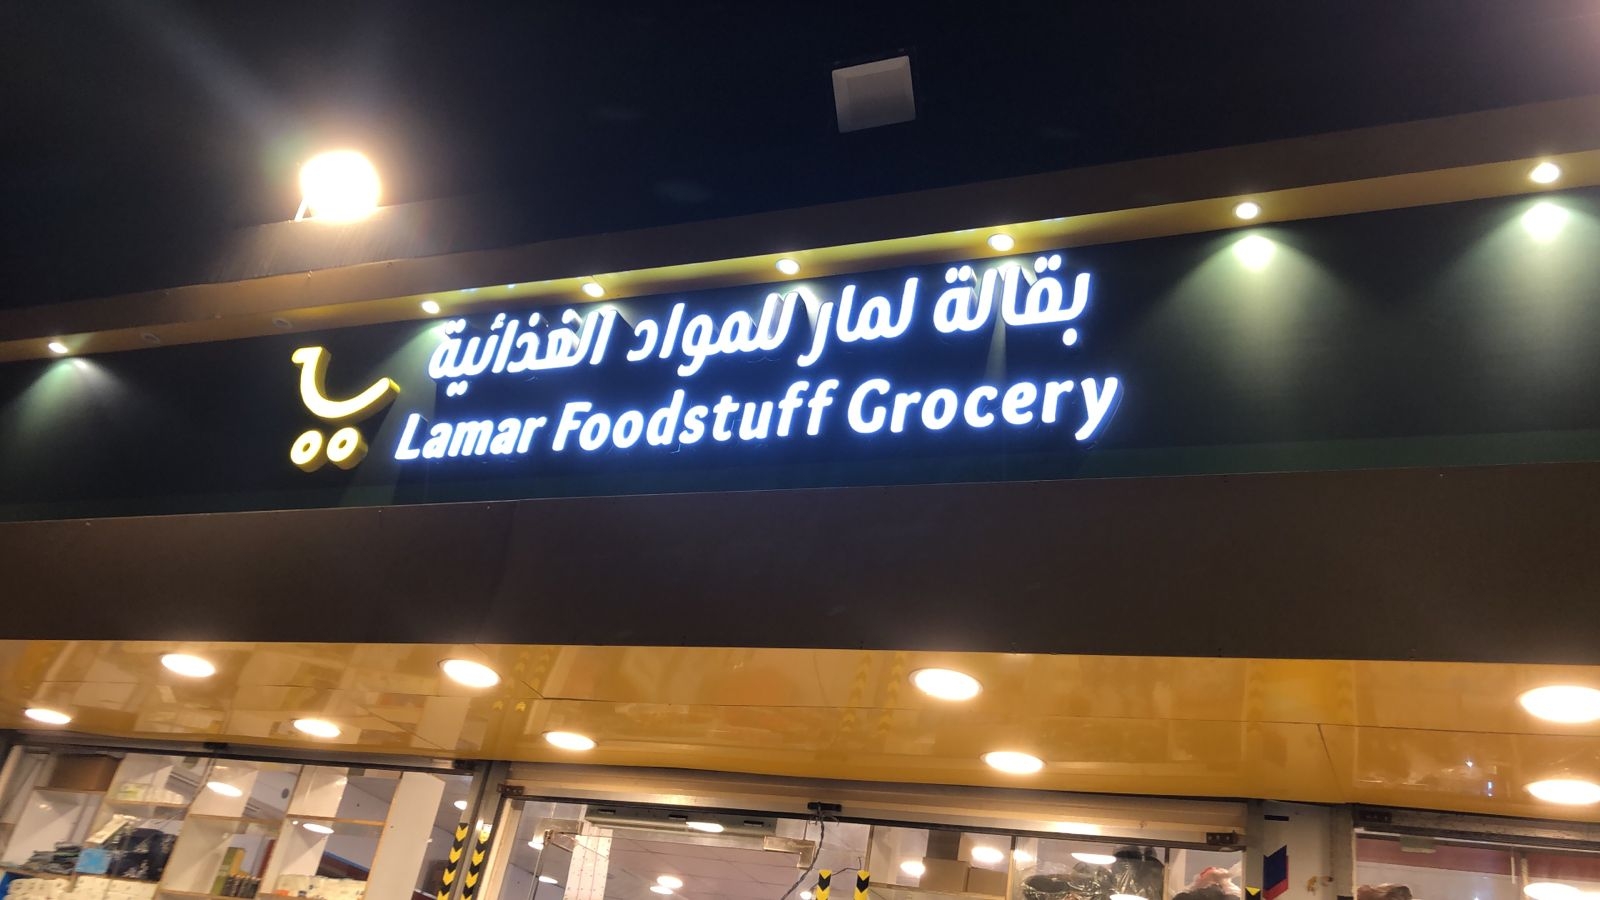 بقالة لمار للمواد الغذائية
Lamar Foodstuff Grocery